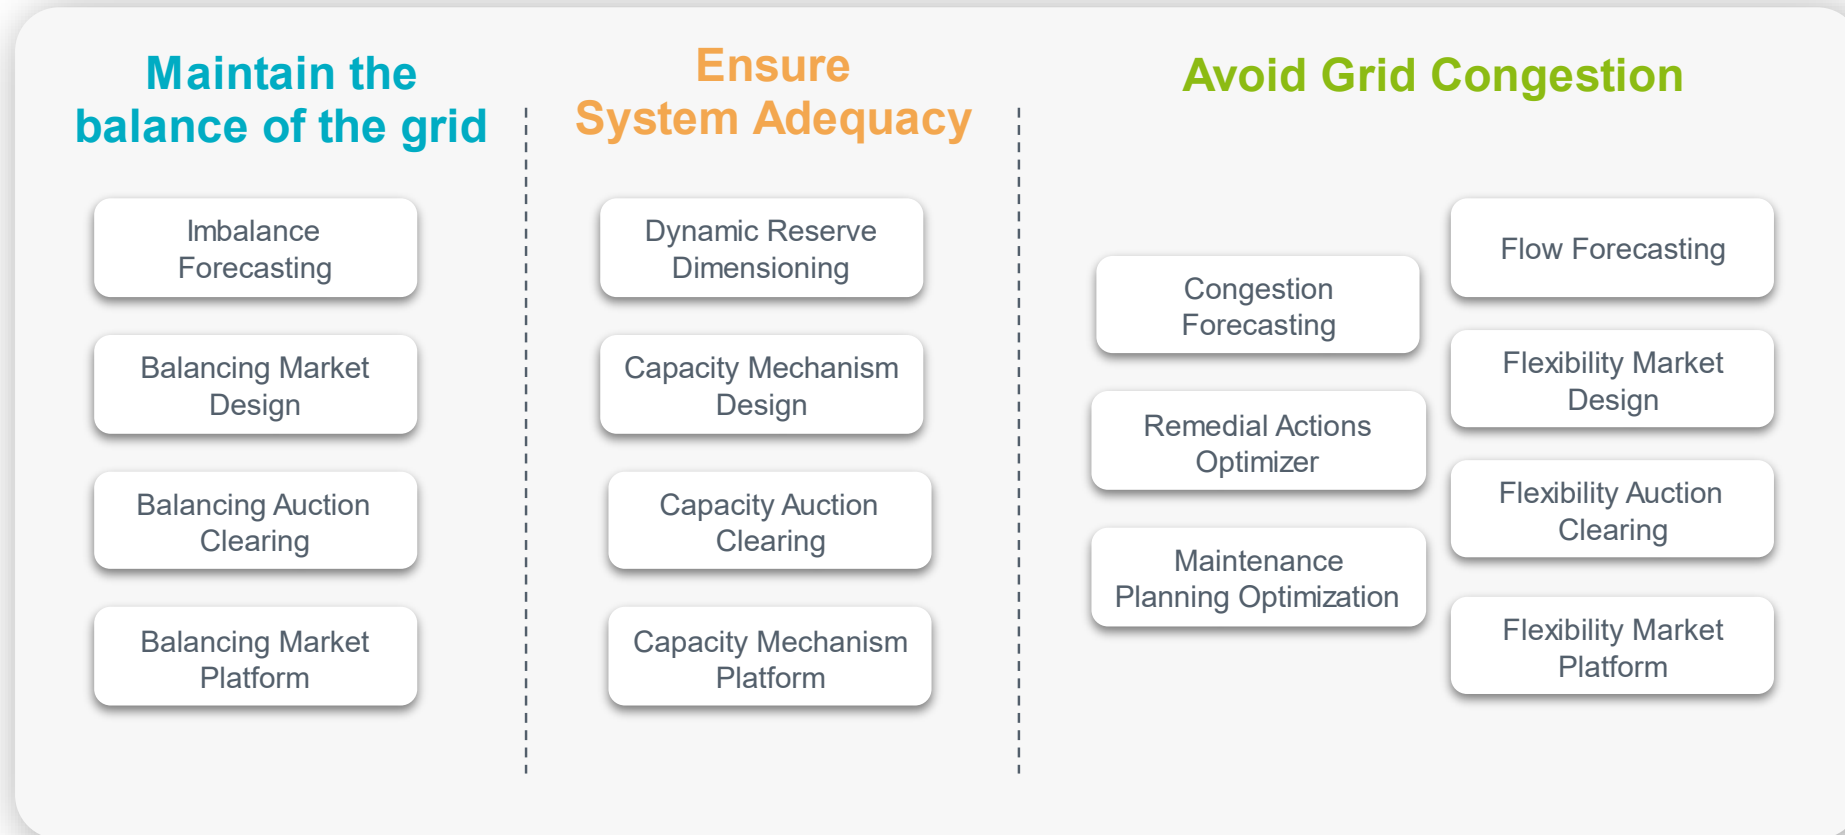 Maintain the
balance of the grid
Imbalance
Forecasting
Balancing Market
Design
Balancing Auction
Clearing
Balancing Market
Platform
Ensure
System Adequacy
Dynamic Reserve
Dimensioning
Capacity Mechanism
Design
Capacity Auction
Clearing
Capacity Mechanism
Platform
Avoid Grid Congestion
Congestion
Forecasting
Remedial Actions
Optimizer
Maintenance
Planning Optimization
Flow Forecasting
Flexibility Market
Design
Flexibility Auction
Clearing
Flexibility Market
Platform